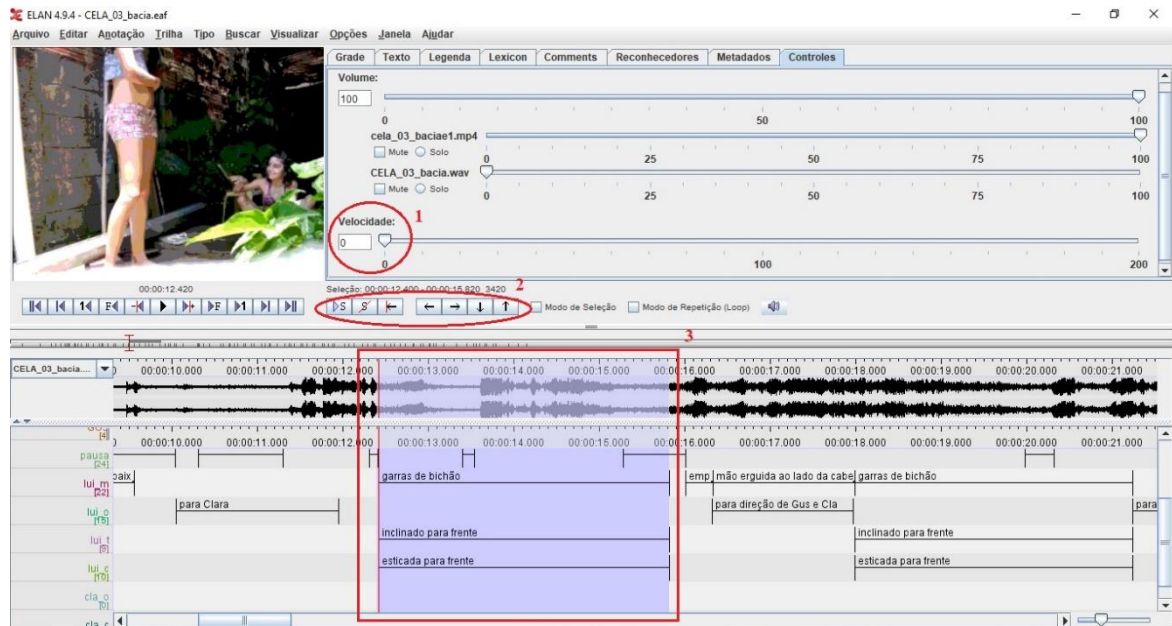 ELAN 4.9.4 - CELA_03_bacia.eaf
Arquivo Editar Anotação Trilha Tipo Buscar Visualizar Opções Janela Ajudar
Grade Texto Legenda Lexicon Comments Reconhecedores Metadados Controles
Volume:
100
0 50 100
cela_03_baciae1.mp4
Mute Solo
0 25 50 75 100
CELA_03_bacia.wav
Mute Solo
0 25 50 75 100
Velocidade: 1
0
0 100 200
00:00:12.420
Seleção: 00:00:12.400 - 00:00:15.820 3420 2
Modo de Seleção Modo de Repetição (Loop)
3
CELA_03_bacia....
00:00:10.000 00:00:11.000 00:00:12.000 00:00:13.000 00:00:14.000 00:00:15.000 00:00:16.000 00:00:17.000 00:00:18.000 00:00:19.000 00:00:20.000 00:00:21.000
[4]
00:00:10.000 00:00:11.000 00:00:12.000 00:00:13.000 00:00:14.000 00:00:15.000 00:00:16.000 00:00:17.000 00:00:18.000 00:00:19.000 00:00:20.000 00:00:21.000
pausa
[24]
lui_m paix garras de bichão emp mão erguida ao lado da cabe garras de bichão
[22]
lui_o para Clara para direção de Gus e Cla para
[15]
lui_t inclinado para frente inclinado para frente
[9]
lui_c esticada para frente esticada para frente
[10]
cla_o
[0]
cla_c